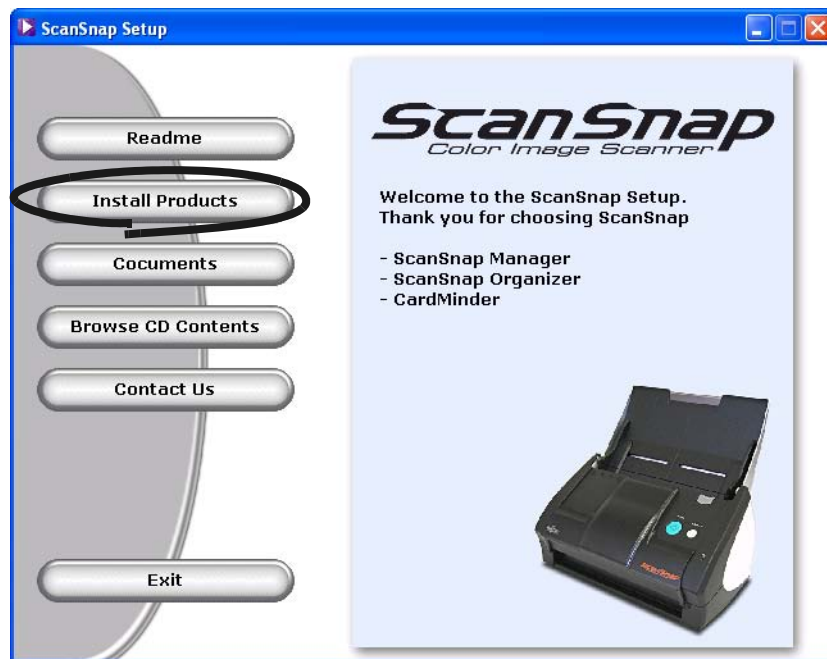 ScanSnap Setup
Readme
Install Products
Cocuments
Browse CD Contents
Contact Us
Exit
ScanSnap
Color Image Scanner
Welcome to the ScanSnap Setup.
Thank you for choosing ScanSnap
- ScanSnap Manager
- ScanSnap Organizer
- CardMinder
ScanSnap